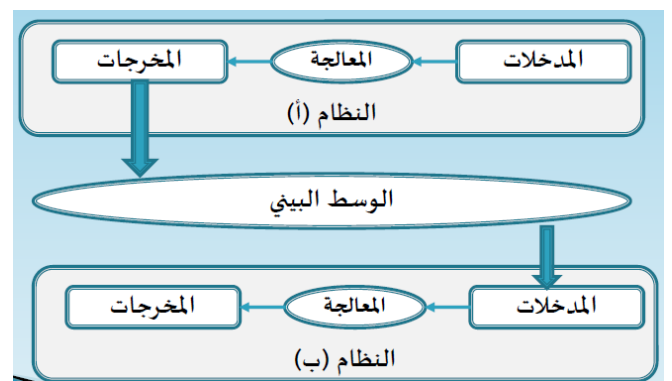 المدخلات المعالجة المخرجات
النظام (أ)
الوسط البيني
المدخلات المعالجة المخرجات
النظام (ب)